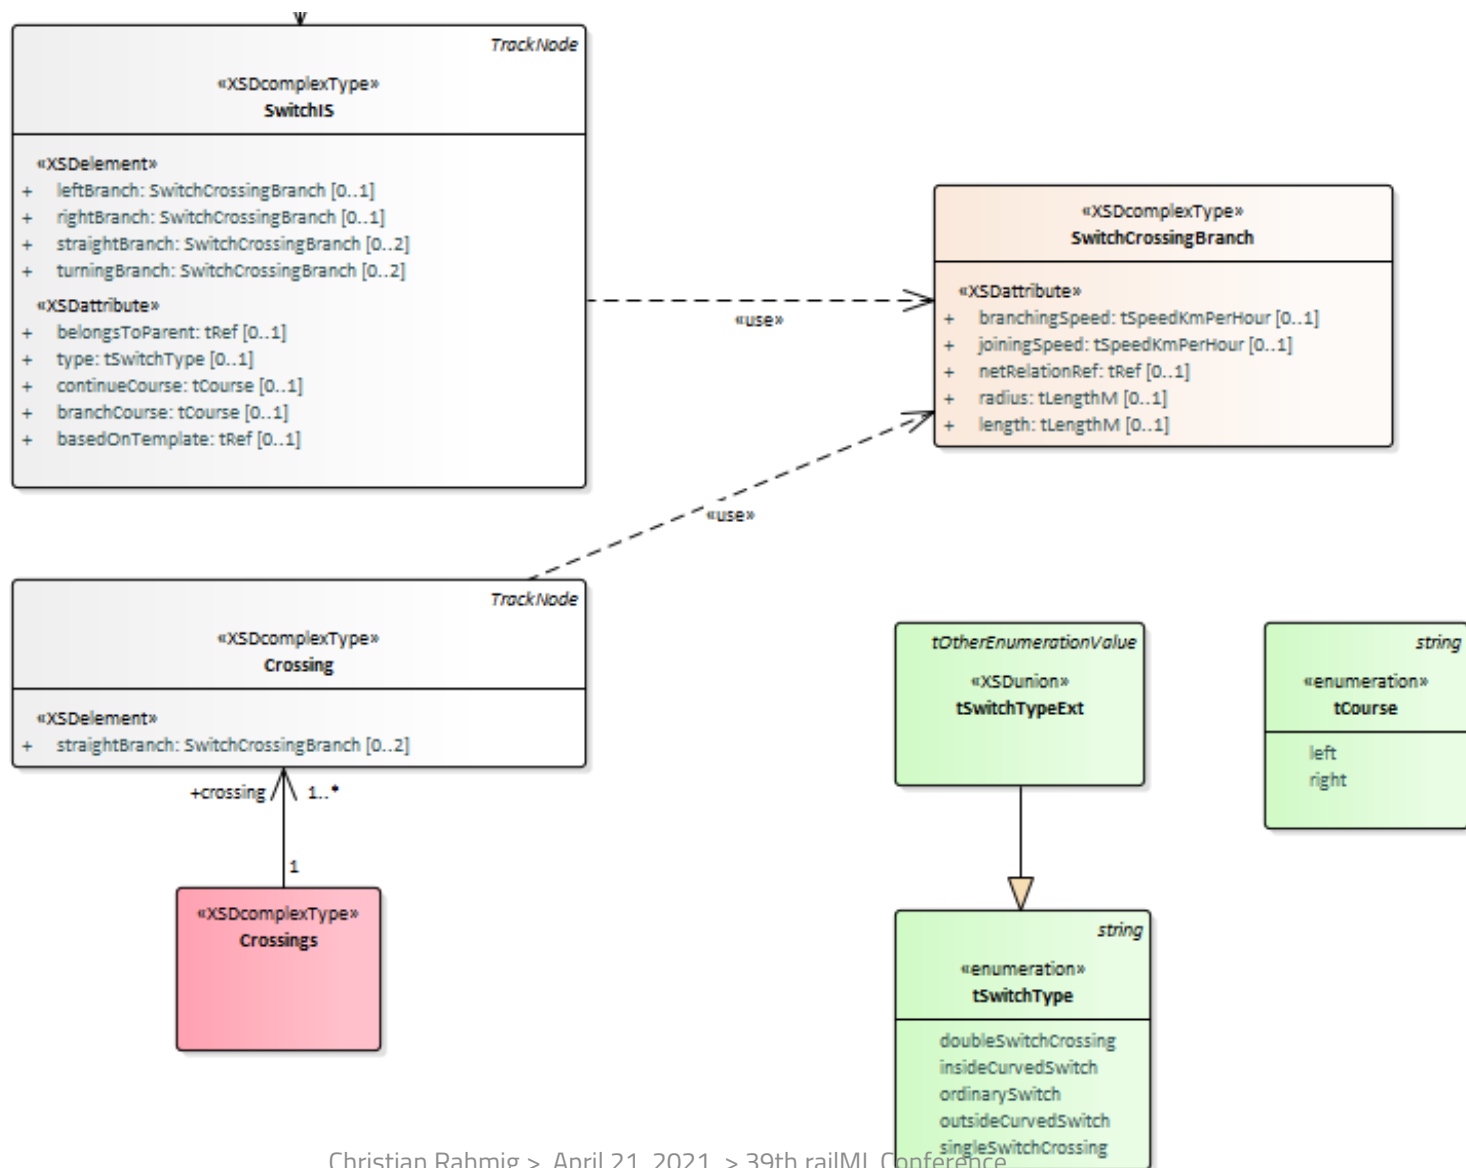 TrackNode
«XSDcomplexType»
SwitchIS
«XSDelement»
+ leftBranch: SwitchCrossingBranch [0..1]
+ rightBranch: SwitchCrossingBranch [0..1]
+ straightBranch: SwitchCrossingBranch [0..2]
+ turningBranch: SwitchCrossingBranch [0..2]
«XSDattribute»
+ belongsToParent: tRef [0..1]
+ type: tSwitchType [0..1]
+ continueCourse: tCourse [0..1]
+ branchCourse: tCourse [0..1]
+ basedOnTemplate: tRef [0..1]
«use»
«XSDcomplexType»
SwitchCrossingBranch
«XSDattribute»
+ branchingSpeed: tSpeedKmPerHour [0..1]
+ joiningSpeed: tSpeedKmPerHour [0..1]
+ netRelationRef: tRef [0..1]
+ radius: tLengthM [0..1]
+ length: tLengthM [0..1]
«use»
TrackNode
«XSDcomplexType»
Crossing
«XSDelement»
+ straightBranch: SwitchCrossingBranch [0..2]
+crossing 1..*
1
«XSDcomplexType»
Crossings
tOtherEnumerationValue
«XSDunion»
tSwitchTypeExt
string
«enumeration»
tCourse
left
right
string
«enumeration»
tSwitchType
doubleSwitchCrossing
insideCurvedSwitch
ordinarySwitch
outsideCurvedSwitch
singleSwitchCrossing
Christian Rahmig > April 21, 2021 > 39th railML Conference